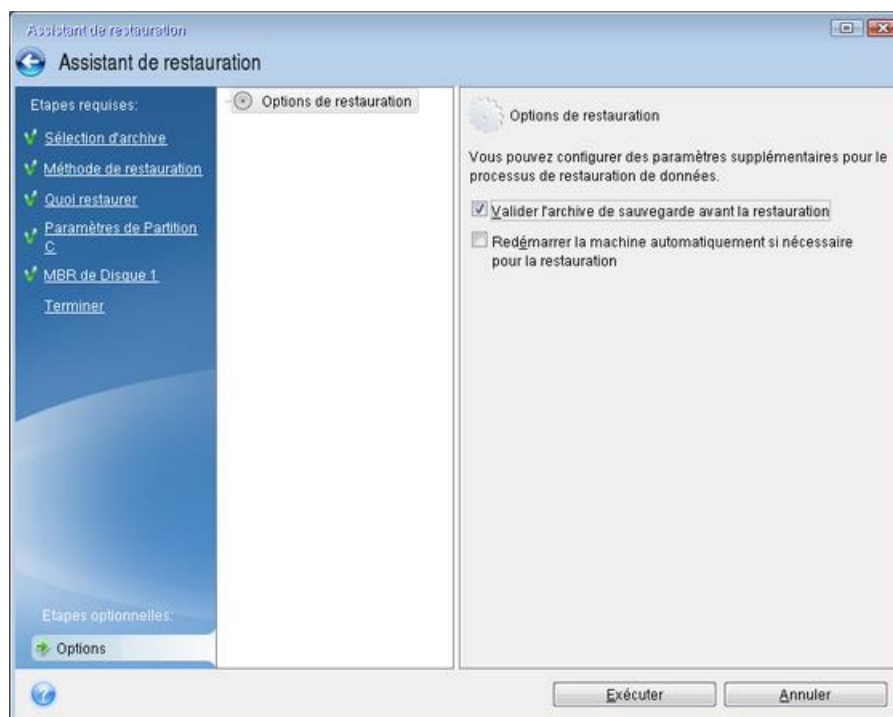 Assistant de restauration
Assistant de restauration
Etapes requises:
Sélection d'archive
Méthode de restauration
Quoi restaurer
Paramètres de Partition
C
MBR de Disque 1
Terminer
Etapes optionnelles:
Options
Options de restauration
Options de restauration
Vous pouvez configurer des paramètres supplémentaires pour le
processus de restauration de données.
Valider l'archive de sauvegarde avant la restauration
Redémarrer la machine automatiquement si nécessaire
pour la restauration
Exécuter
Annuler